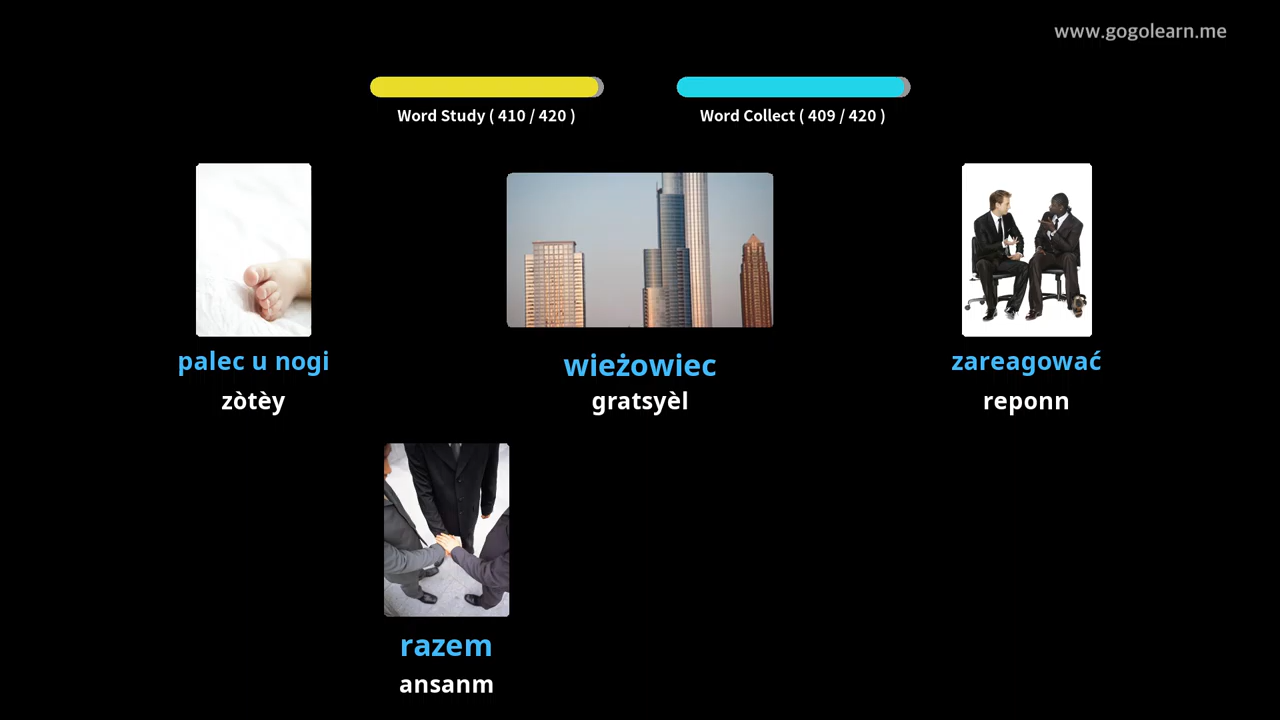 www.gogolearn.me
Word Study ( 410 / 420 )
Word Collect ( 409 / 420 )
palec u nogi
zòtèy
wieżowiec
gratsyèl
zareagować
reponn
razem
ansanm